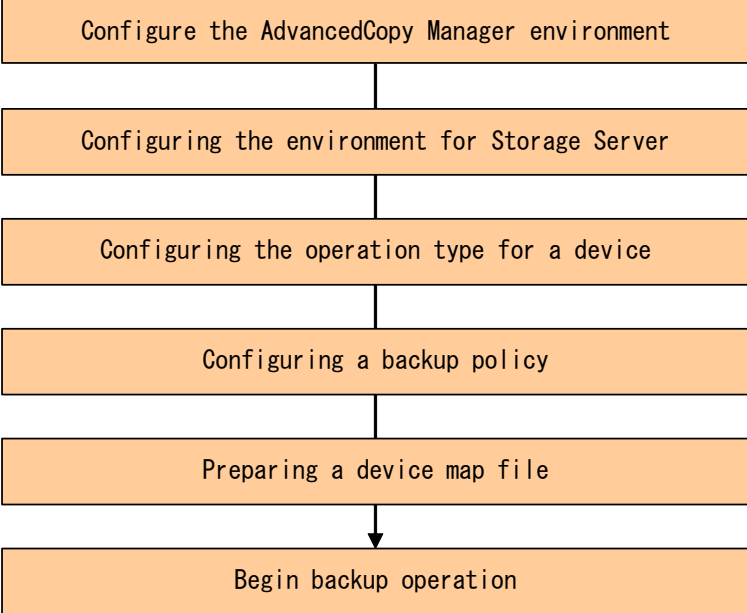 Configure the AdvancedCopy Manager environment
Configuring the environment for Storage Server
Configuring the operation type for a device
Configuring a backup policy
Preparing a device map file
Begin backup operation